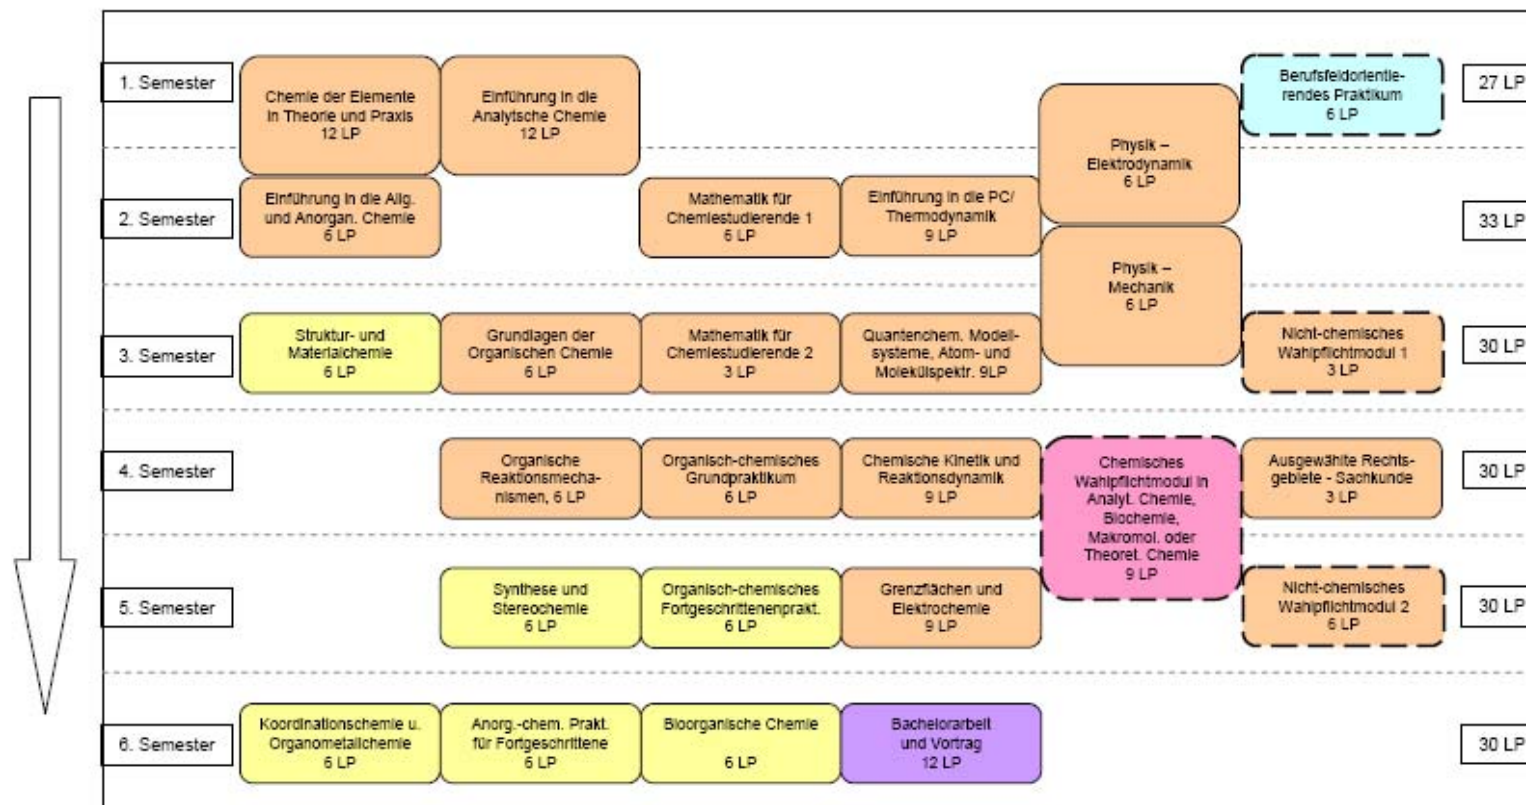 1. Semester
Chemie der Elemente
in Theorie und Praxis
12 LP
Einführung in die
Analytsche Chemie
12 LP
Physik –
Elektrodynamik
6 LP
Berufsfeldorientie-
rendes Praktikum
6 LP
27 LP
2. Semester
Einführung in die Allg.
und Anorgan. Chemie
6 LP
Mathematik für
Chemiestudierende 1
6 LP
Einführung in die PC/
Thermodynamik
9 LP
Physik –
Mechanik
6 LP
33 LP
3. Semester
Struktur- und
Materialchemie
6 LP
Grundlagen der
Organischen Chemie
6 LP
Mathematik für
Chemiestudierende 2
3 LP
Quantenchem. Modell-
systeme, Atom- und
Molekülspektr. 9LP
Nicht-chemisches
Wahlpflichtmodul 1
3 LP
30 LP
4. Semester
Organische
Reaktionsmecha-
nismen, 6 LP
Organisch-chemisches
Grundpraktikum
6 LP
Chemische Kinetik und
Reaktionsdynamik
9 LP
Chemisches
Wahlpflichtmodul in
Analyt. Chemie,
Biochemie,
Makromol. oder
Theoret. Chemie
9 LP
Ausgewählte Rechts-
gebiete - Sachkunde
3 LP
30 LP
5. Semester
Synthese und
Stereochemie
6 LP
Organisch-chemisches
Fortgeschrittenenprakt.
6 LP
Grenzflächen und
Elektrochemie
9 LP
Nicht-chemisches
Wahlpflichtmodul 2
6 LP
30 LP
6. Semester
Koordinationschemie u.
Organometallchemie
6 LP
Anorg.-chem. Prakt.
für Fortgeschrittene
6 LP
Bioorganische Chemie
6 LP
Bachelorarbeit
und Vortrag
12 LP
30 LP